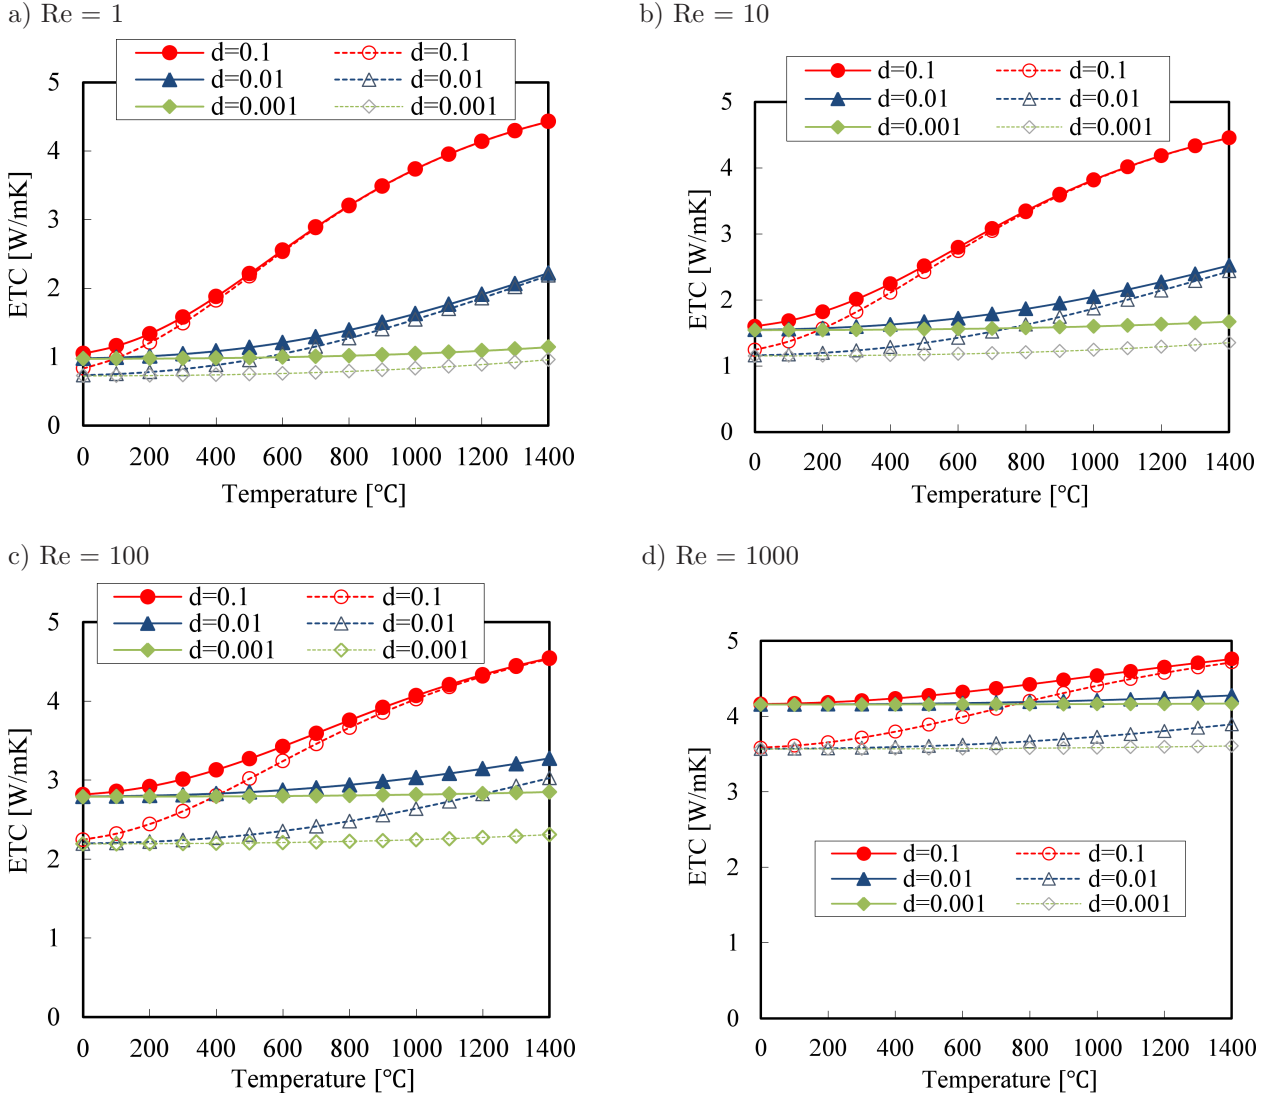 a) Re = 1
d=0.1 d=0.1
d=0.01 d=0.01
d=0.001 d=0.001
5
4
3
2
1
0
ETC [W/mK]
0 200 400 600 800 1000 1200 1400
Temperature [°C]
b) Re = 10
d=0.1 d=0.1
d=0.01 d=0.01
d=0.001 d=0.001
5
4
3
2
1
0
ETC [W/mK]
0 200 400 600 800 1000 1200 1400
Temperature [°C]
c) Re = 100
d=0.1 d=0.1
d=0.01 d=0.01
d=0.001 d=0.001
5
4
3
2
1
0
ETC [W/mK]
0 200 400 600 800 1000 1200 1400
Temperature [°C]
d) Re = 1000
5
4
3
2
1
0
ETC [W/mK]
d=0.1 d=0.1
d=0.01 d=0.01
d=0.001 d=0.001
0 200 400 600 800 1000 1200 1400
Temperature [°C]